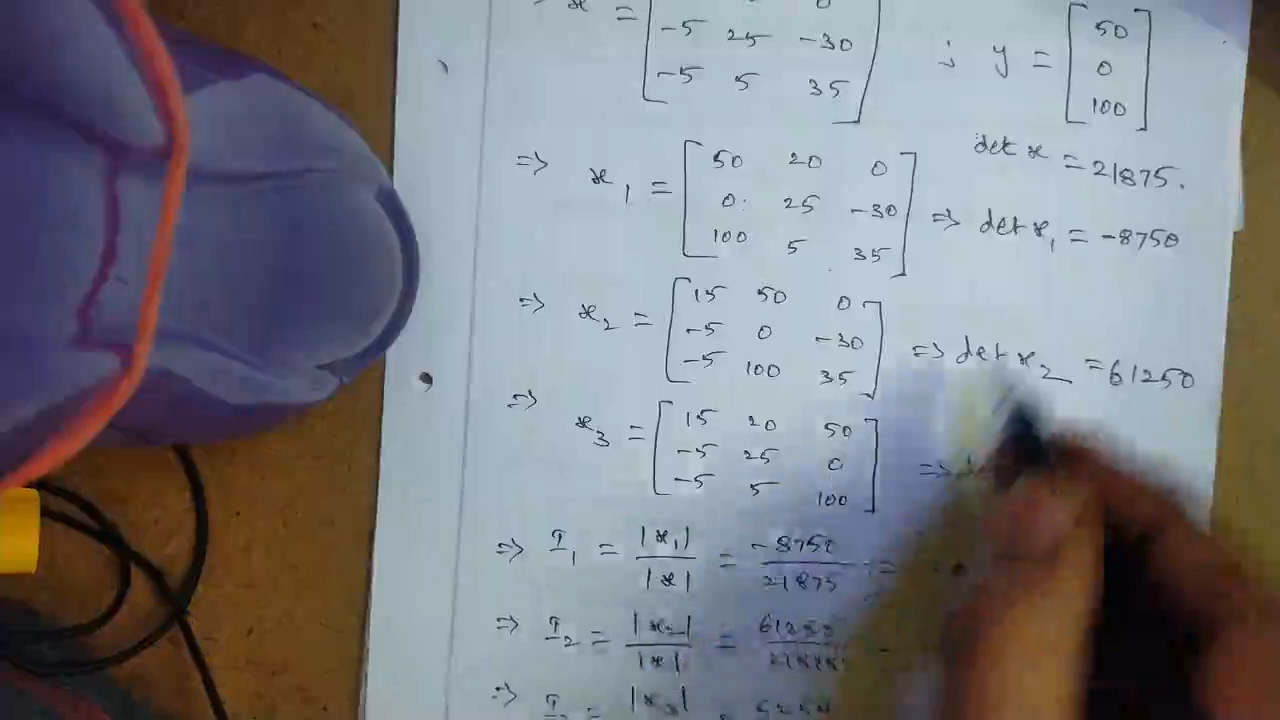 x = [ 0
-5 25 -30
-5 5 35 ] ; y = [ 50
0
100 ]
det x = 21875.
=> x₁ = [ 50 20 0
0 25 -30
100 5 35 ] => det x₁ = -8750
=> x₂ = [ 15 50 0
-5 0 -30
-5 100 35 ] => det x₂ = 61250
=> x₃ = [ 15 20 50
-5 25 0
-5 5 100 ] =>
=> I₁ = |x₁| / |x| = -8750 / 21875 =
=> I₂ = |x₂| / |x| = 61250 /
=> |x₃|